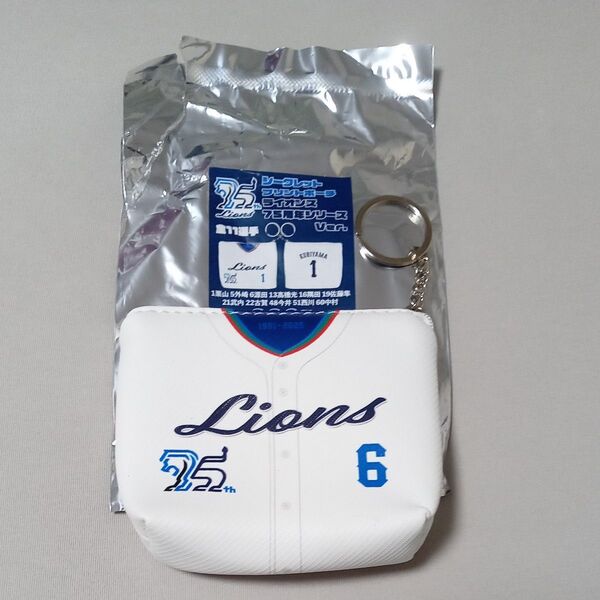 75th
Lions
シークレット
プリントポーチ
ライオンズ
75周年シリーズ
Ver.
全11選手
Lions
1
KURIYAMA
1
1栗山 5外崎 6源田 13高橋光 16隅田 19佐藤隼
21武内 22古賀 48今井 51西川 60中村
1951-2025
Lions
75th
6